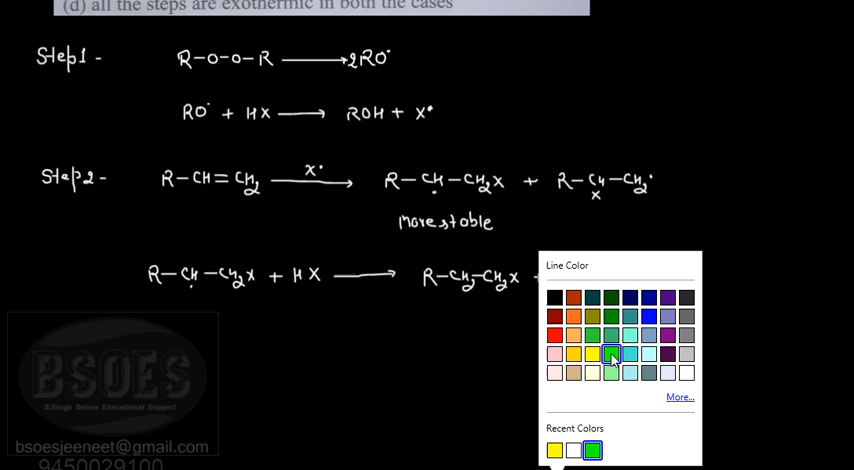 (d) all the steps are exothermic in both the cases
Step1 - R-O-O-R ⟶ 2RO•
RO• + HX ⟶ ROH + X•
Step2 - R-CH=CH2 X•⟶ R-ĊH-CH2X + R-CH-CH2•
X
more stable
R-ĊH-CH2X + HX ⟶ R-CH2-CH2X +
Line Color
More...
Recent Colors
BSOES
B.Singh Online Educational Support
bsoesjeeneet@gmail.com
9450029100